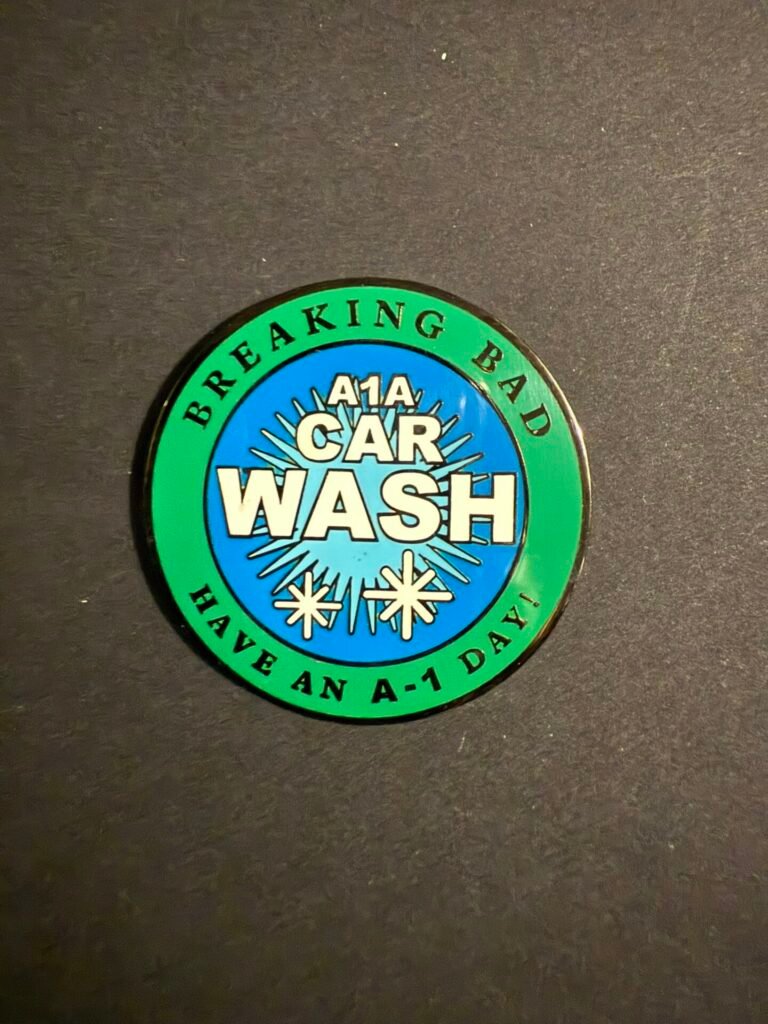 BREAKING BAD
A1A
CAR
WASH
HAVE AN A-1 DAY!